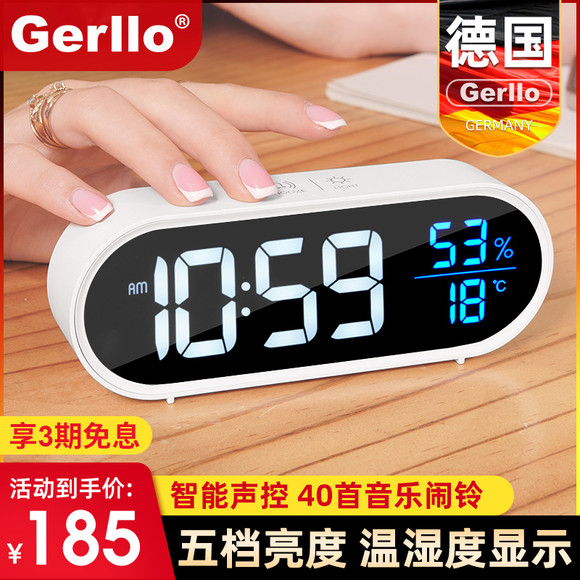 Gerllo®
德国
Gerllo
GERMANY
LIGHT
AM 10:59
53%
18℃
享3期免息
活动到手价:
¥185
智能声控 40首音乐闹铃
五档亮度 温湿度显示